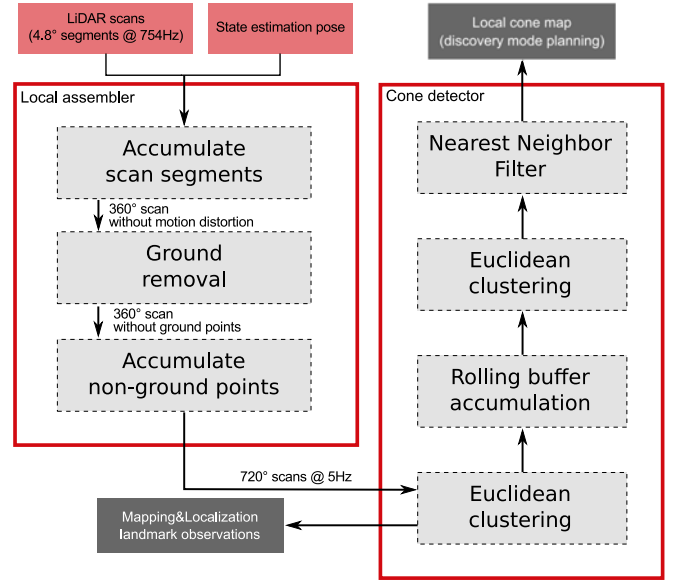 LiDAR scans
(4.8° segments @ 754Hz)
State estimation pose
Local cone map
(discovery mode planning)
Local assembler
Accumulate
scan segments
360° scan
without motion distortion
Ground
removal
360° scan
without ground points
Accumulate
non-ground points
720° scans @ 5Hz
Mapping&Localization
landmark observations
Cone detector
Nearest Neighbor
Filter
Euclidean
clustering
Rolling buffer
accumulation
Euclidean
clustering